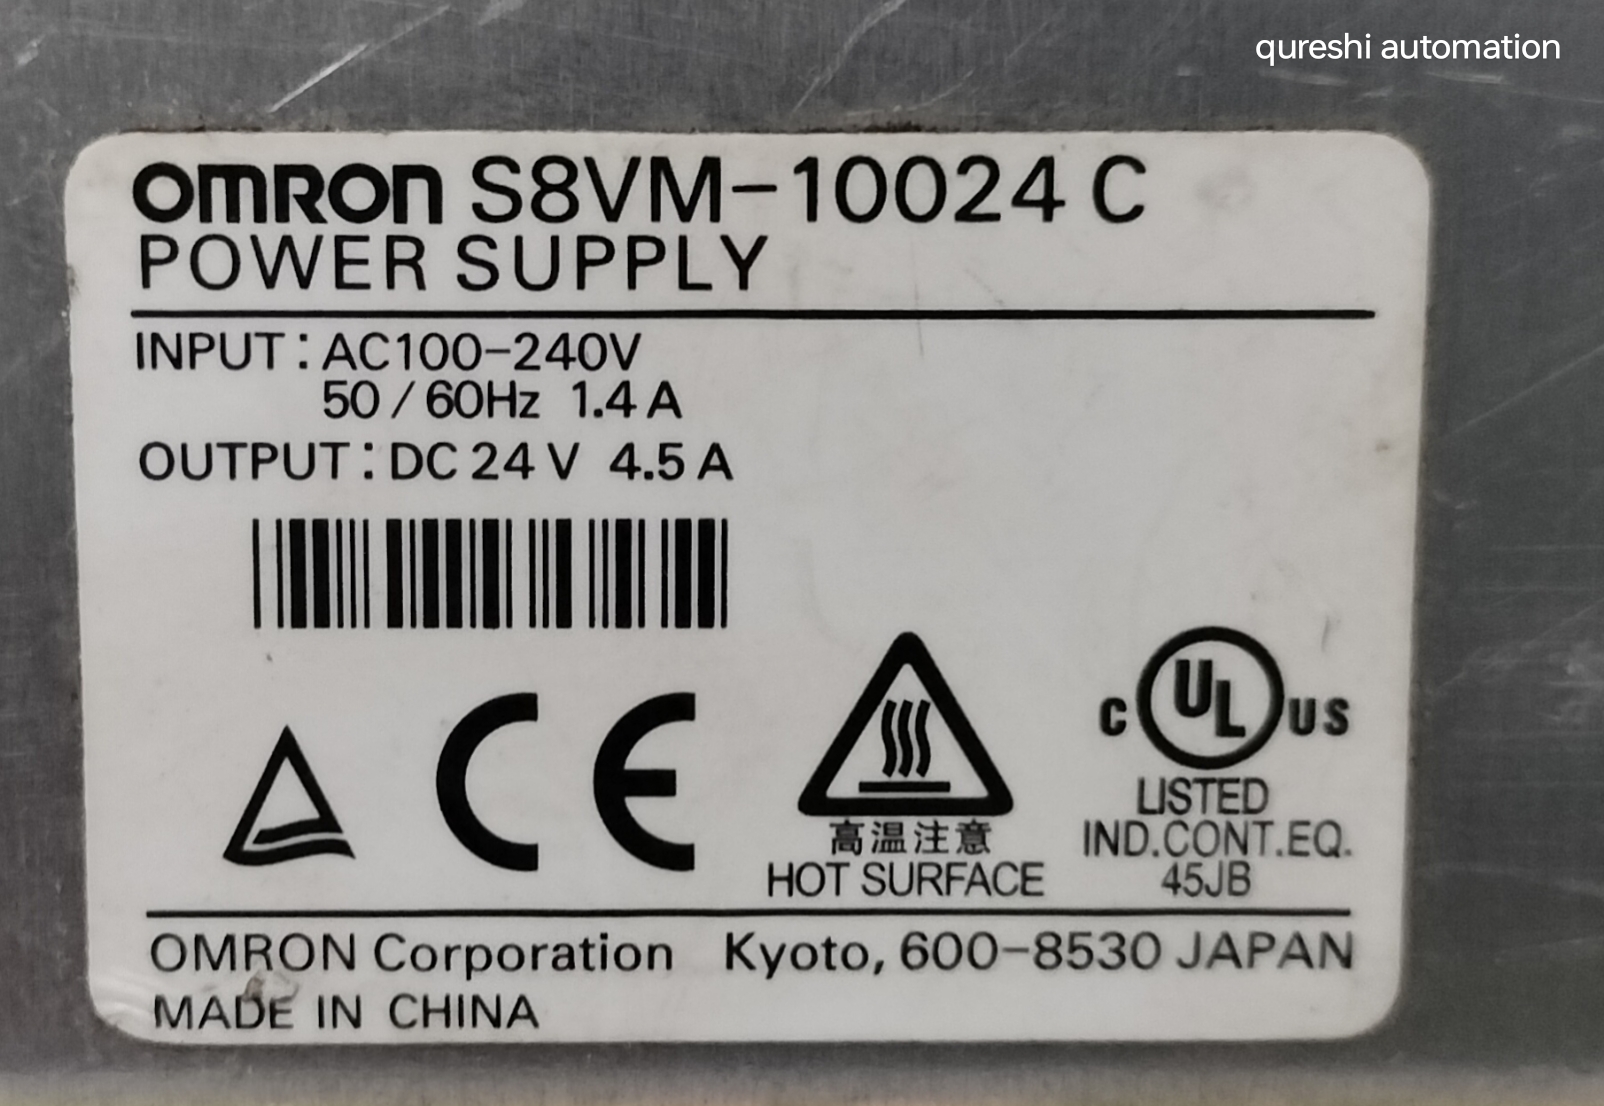 qureshi automation
OMRON S8VM-10024 C
POWER SUPPLY
INPUT : AC100-240V
50 / 60Hz 1.4 A
OUTPUT : DC 24 V 4.5 A
CE
高温注意
HOT SURFACE
C UL US
LISTED
IND.CONT.EQ.
45JB
OMRON Corporation Kyoto, 600-8530 JAPAN
MADE IN CHINA